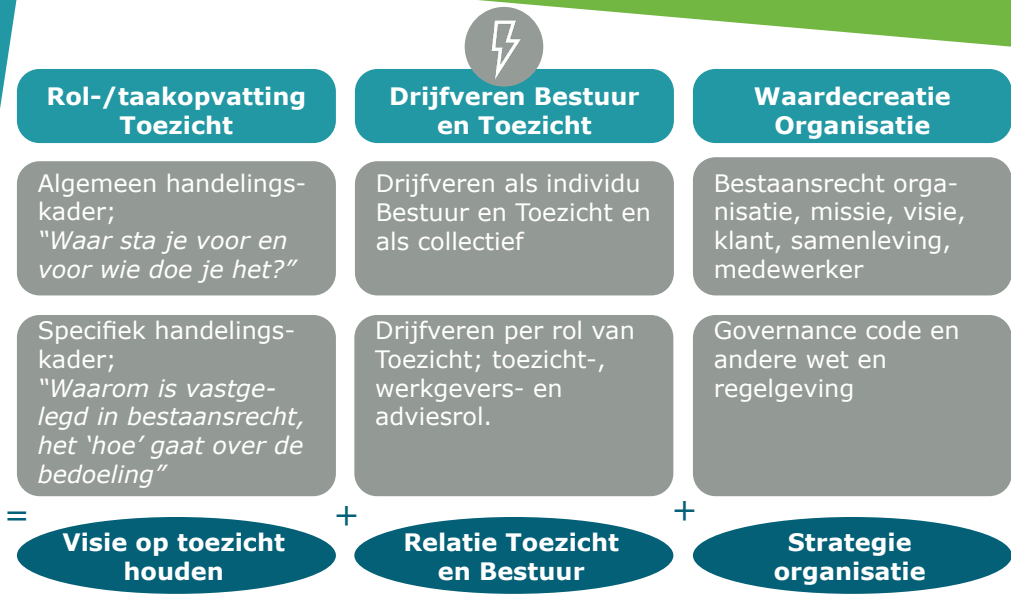 Rol-/taakopvatting
Toezicht
Drijfveren Bestuur
en Toezicht
Waardecreatie
Organisatie
Algemeen handelings-
kader;
“Waar sta je voor en
voor wie doe je het?”
Drijfveren als individu
Bestuur en Toezicht en
als collectief
Bestaansrecht orga-
nisatie, missie, visie,
klant, samenleving,
medewerker
Specifiek handelings-
kader;
“Waarom is vastge-
legd in bestaansrecht,
het ‘hoe’ gaat over de
bedoeling”
Drijfveren per rol van
Toezicht; toezicht-,
werkgevers- en
adviesrol.
Governance code en
andere wet en
regelgeving
=
Visie op toezicht
houden
+
Relatie Toezicht
en Bestuur
+
Strategie
organisatie